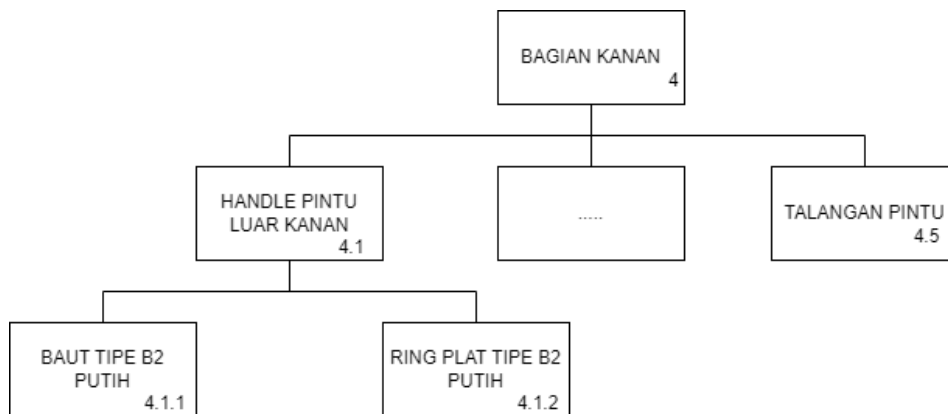 BAGIAN KANAN
4
HANDLE PINTU
LUAR KANAN
4.1
.....
TALANGAN PINTU
4.5
BAUT TIPE B2
PUTIH
4.1.1
RING PLAT TIPE B2
PUTIH
4.1.2